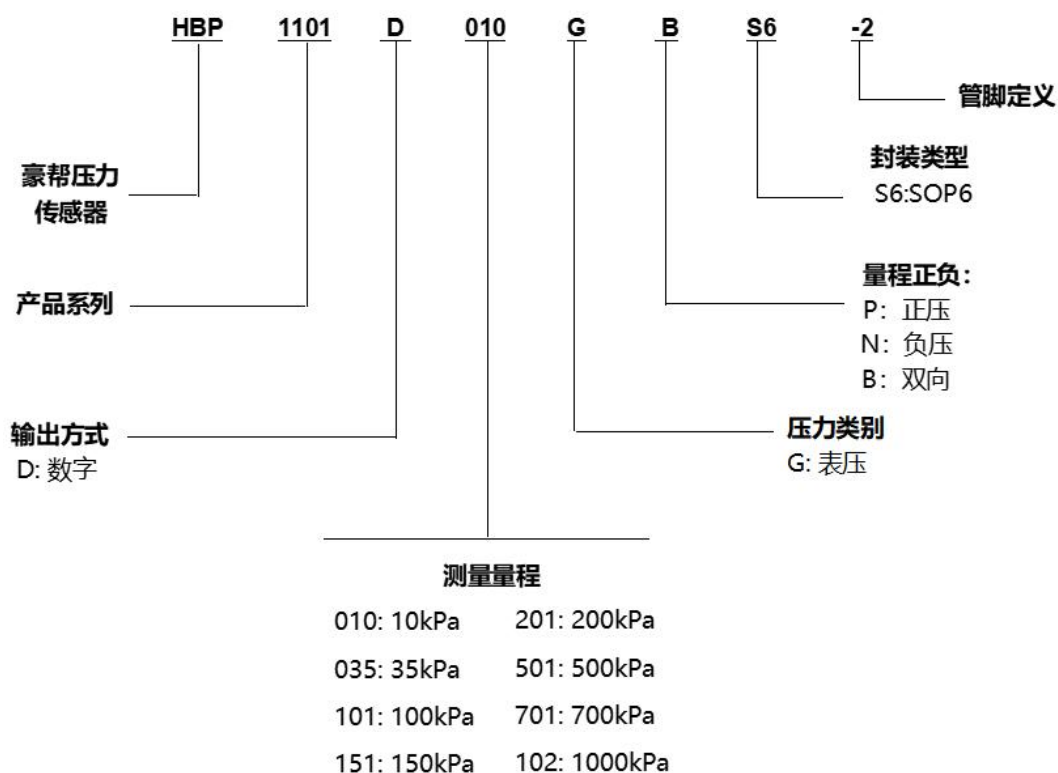 HBP 1101 D 010 G B S6 -2
管脚定义
封装类型
S6:SOP6
豪帮压力
传感器
量程正负：
P：正压
N：负压
B：双向
产品系列
输出方式
D: 数字
压力类别
G: 表压
测量量程
010: 10kPa 201: 200kPa
035: 35kPa 501: 500kPa
101: 100kPa 701: 700kPa
151: 150kPa 102: 1000kPa